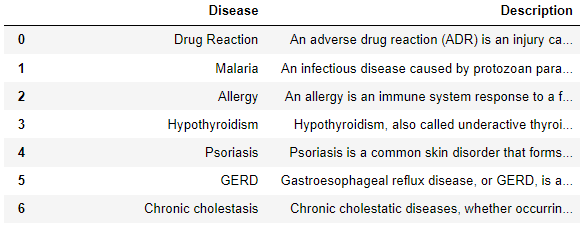 Disease Description
0 Drug Reaction An adverse drug reaction (ADR) is an injury ca...
1 Malaria An infectious disease caused by protozoan para...
2 Allergy An allergy is an immune system response to a f...
3 Hypothyroidism Hypothyroidism, also called underactive thyroi...
4 Psoriasis Psoriasis is a common skin disorder that forms...
5 GERD Gastroesophageal reflux disease, or GERD, is a...
6 Chronic cholestasis Chronic cholestatic diseases, whether occurrin...